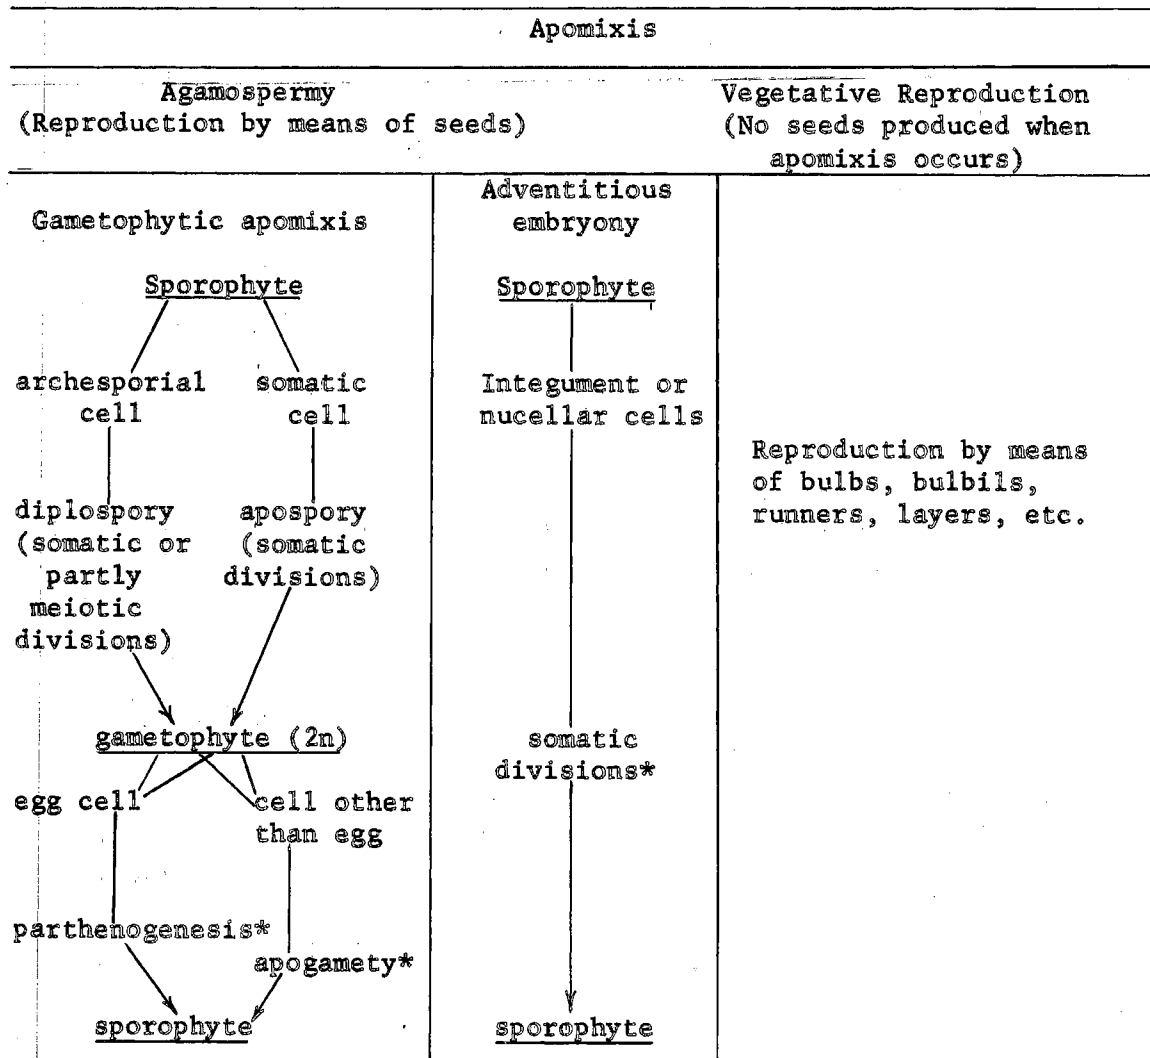 Apomixis
Agamospermy
(Reproduction by means of seeds)
Vegetative Reproduction
(No seeds produced when
apomixis occurs)
Gametophytic apomixis
Sporophyte
archesporial
cell
somatic
cell
diplospory
(somatic or
partly
meiotic
divisions)
apospory
(somatic
divisions)
gametophyte (2n)
egg cell
cell other
than egg
parthenogenesis*
apogamety*
sporophyte
Adventitious
embryony
Sporophyte
Integument or
nucellar cells
somatic
divisions*
sporophyte
Reproduction by means
of bulbs, bulbils,
runners, layers, etc.